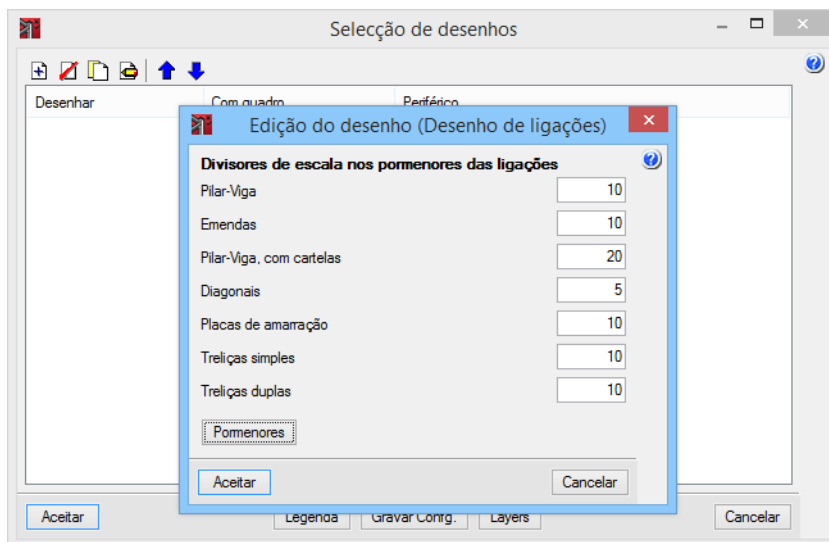 Selecção de desenhos
Desenhar Com quadro Periférico
Edição do desenho (Desenho de ligações)
Divisores de escala nos pormenores das ligações
Pilar-Viga 10
Emendas 10
Pilar-Viga, com cartelas 20
Diagonais 5
Placas de amarração 10
Treliças simples 10
Treliças duplas 10
Pormenores
Aceitar Cancelar
Aceitar Legenda Gravar Config. Layers Cancelar